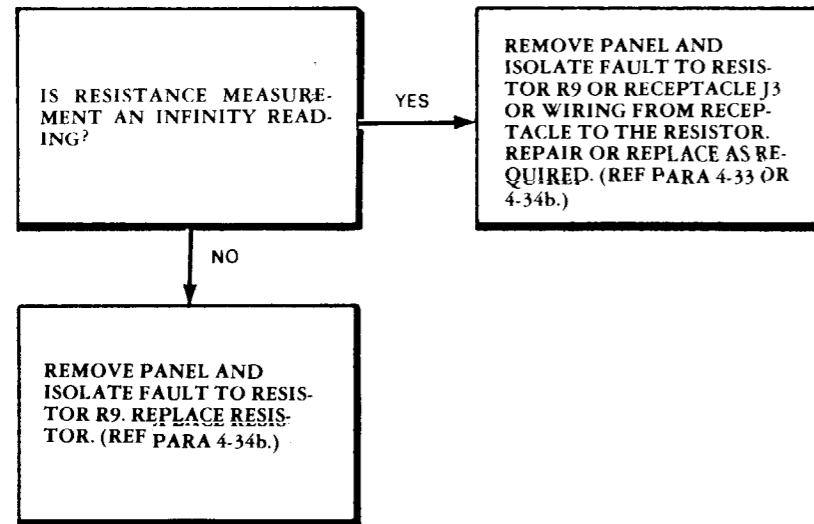 IS RESISTANCE MEASURE-
MENT AN INFINITY READ-
ING?
YES
REMOVE PANEL AND
ISOLATE FAULT TO RESIS-
TOR R9 OR RECEPTACLE J3
OR WIRING FROM RECEP-
TACLE TO THE RESISTOR.
REPAIR OR REPLACE AS RE-
QUIRED. (REF PARA 4-33 OR
4-34b.)
NO
REMOVE PANEL AND
ISOLATE FAULT TO RESIS-
TOR R9. REPLACE RESIS-
TOR. (REF PARA 4-34b.)